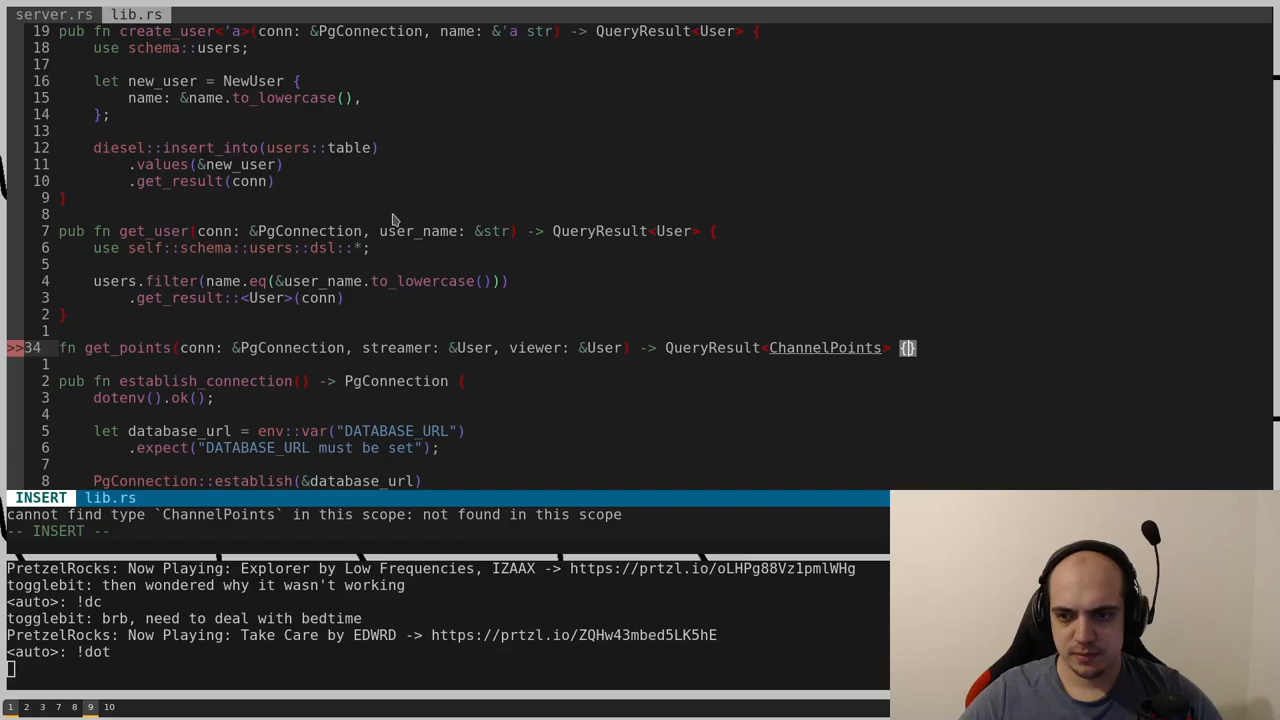 server.rs lib.rs
19 pub fn create_user<'a>(conn: &PgConnection, name: &'a str) -> QueryResult<User> {
18     use schema::users;
17
16     let new_user = NewUser {
15         name: &name.to_lowercase(),
14     };
13
12     diesel::insert_into(users::table)
11         .values(&new_user)
10         .get_result(conn)
9 }
8
7 pub fn get_user(conn: &PgConnection, user_name: &str) -> QueryResult<User> {
6     use self::schema::users::dsl::*;
5
4     users.filter(name.eq(&user_name.to_lowercase()))
3         .get_result::<User>(conn)
2 }
1
>>34 fn get_points(conn: &PgConnection, streamer: &User, viewer: &User) -> QueryResult<ChannelPoints> {}
1
2 pub fn establish_connection() -> PgConnection {
3     dotenv().ok();
4
5     let database_url = env::var("DATABASE_URL")
6         .expect("DATABASE_URL must be set");
7
8     PgConnection::establish(&database_url)
INSERT lib.rs
cannot find type `ChannelPoints` in this scope: not found in this scope
-- INSERT --
PretzelRocks: Now Playing: Explorer by Low Frequencies, IZAAX -> https://prtzl.io/oLHPg88Vz1pmlWHg
togglebit: then wondered why it wasn't working
<auto>: !dc
togglebit: brb, need to deal with bedtime
PretzelRocks: Now Playing: Take Care by EDWRD -> https://prtzl.io/ZQHw43mbed5LK5hE
<auto>: !dot
1 2 3 7 8 9 10